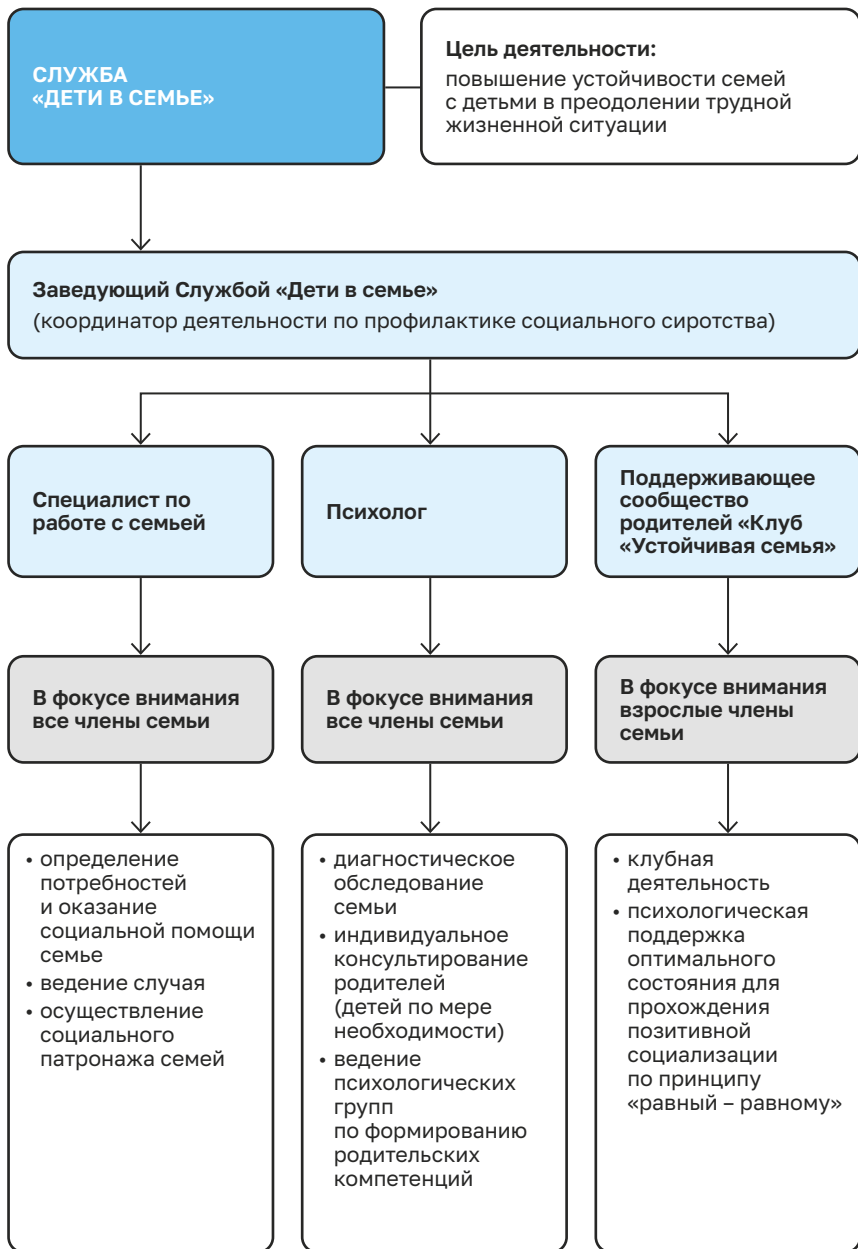 СЛУЖБА
«ДЕТИ В СЕМЬЕ»
Цель деятельности:
повышение устойчивости семей
с детьми в преодолении трудной
жизненной ситуации
Заведующий Службой «Дети в семье»
(координатор деятельности по профилактике социального сиротства)
Специалист по
работе с семьей
Психолог
Поддерживающее
сообщество
родителей «Клуб
«Устойчивая семья»
В фокусе внимания
все члены семьи
В фокусе внимания
все члены семьи
В фокусе внимания
взрослые члены
семьи
• определение
потребностей
и оказание
социальной помощи
семье
• ведение случая
• осуществление
социального
патронажа семей
• диагностическое
обследование
семьи
• индивидуальное
консультирование
родителей
(детей по мере
необходимости)
• ведение
психологических
групп
по формированию
родительских
компетенций
• клубная
деятельность
• психологическая
поддержка
оптимального
состояния для
прохождения
позитивной
социализации
по принципу
«равный – равному»